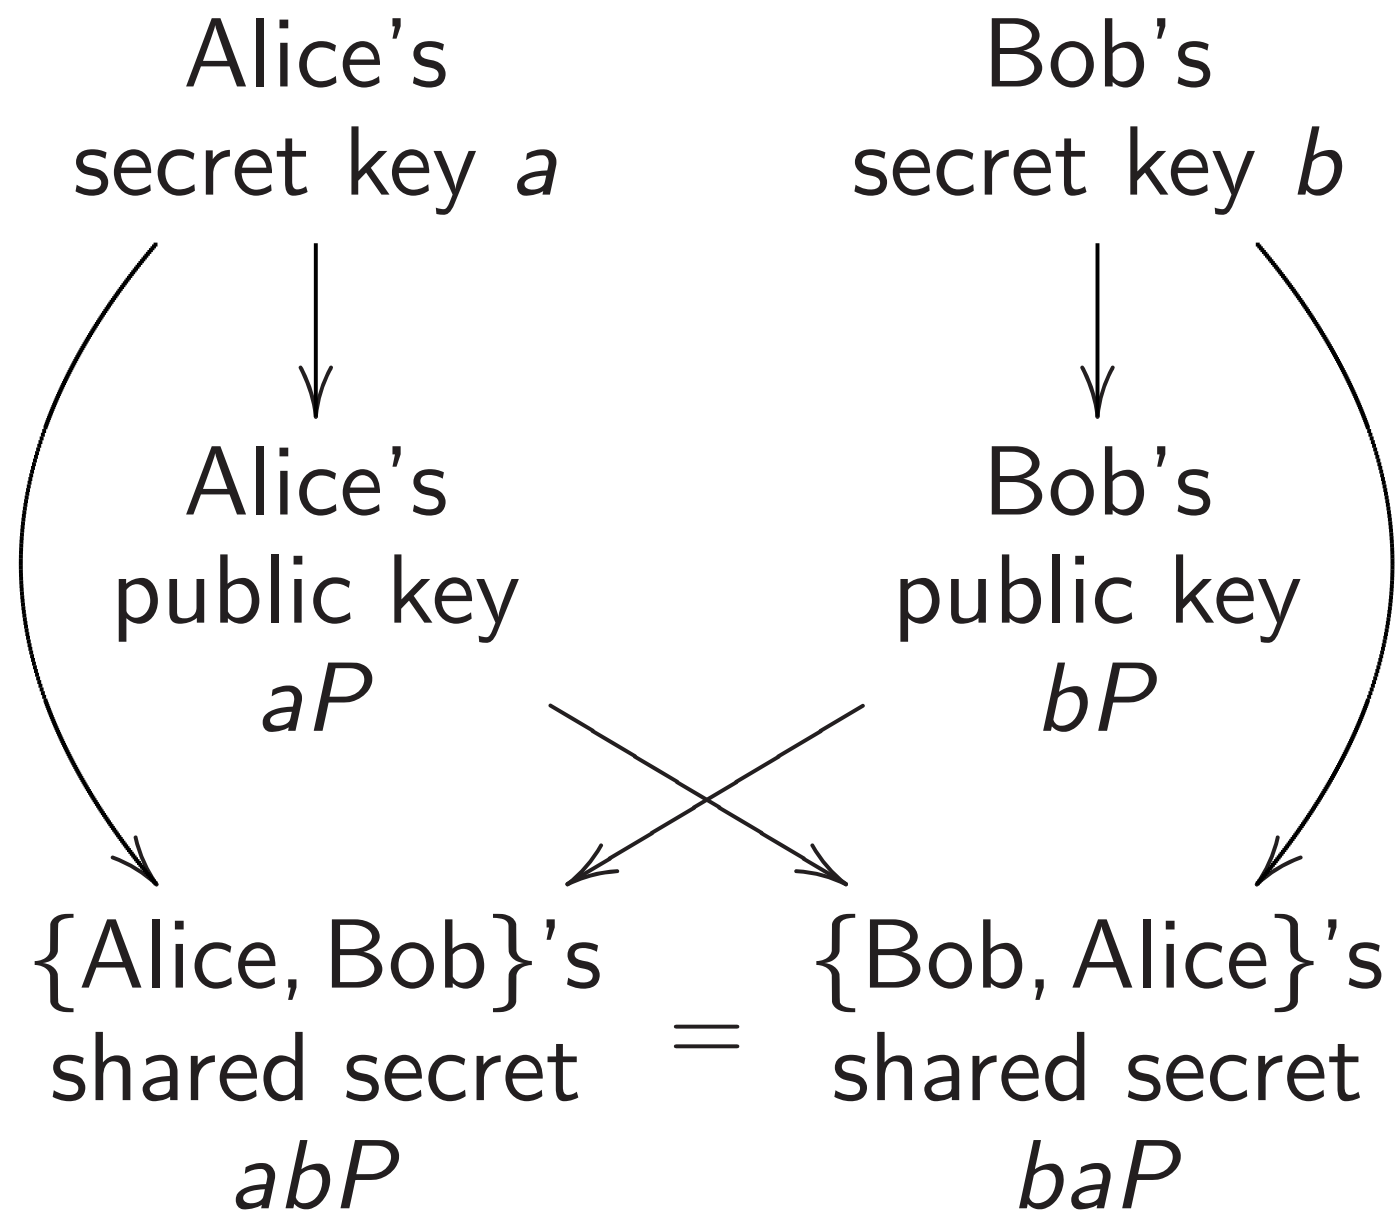 Alice’s
secret key a
Bob’s
secret key b
Alice’s
public key
aP
Bob’s
public key
bP
{Alice, Bob}’s
shared secret
abP
=
{Bob, Alice}’s
shared secret
baP